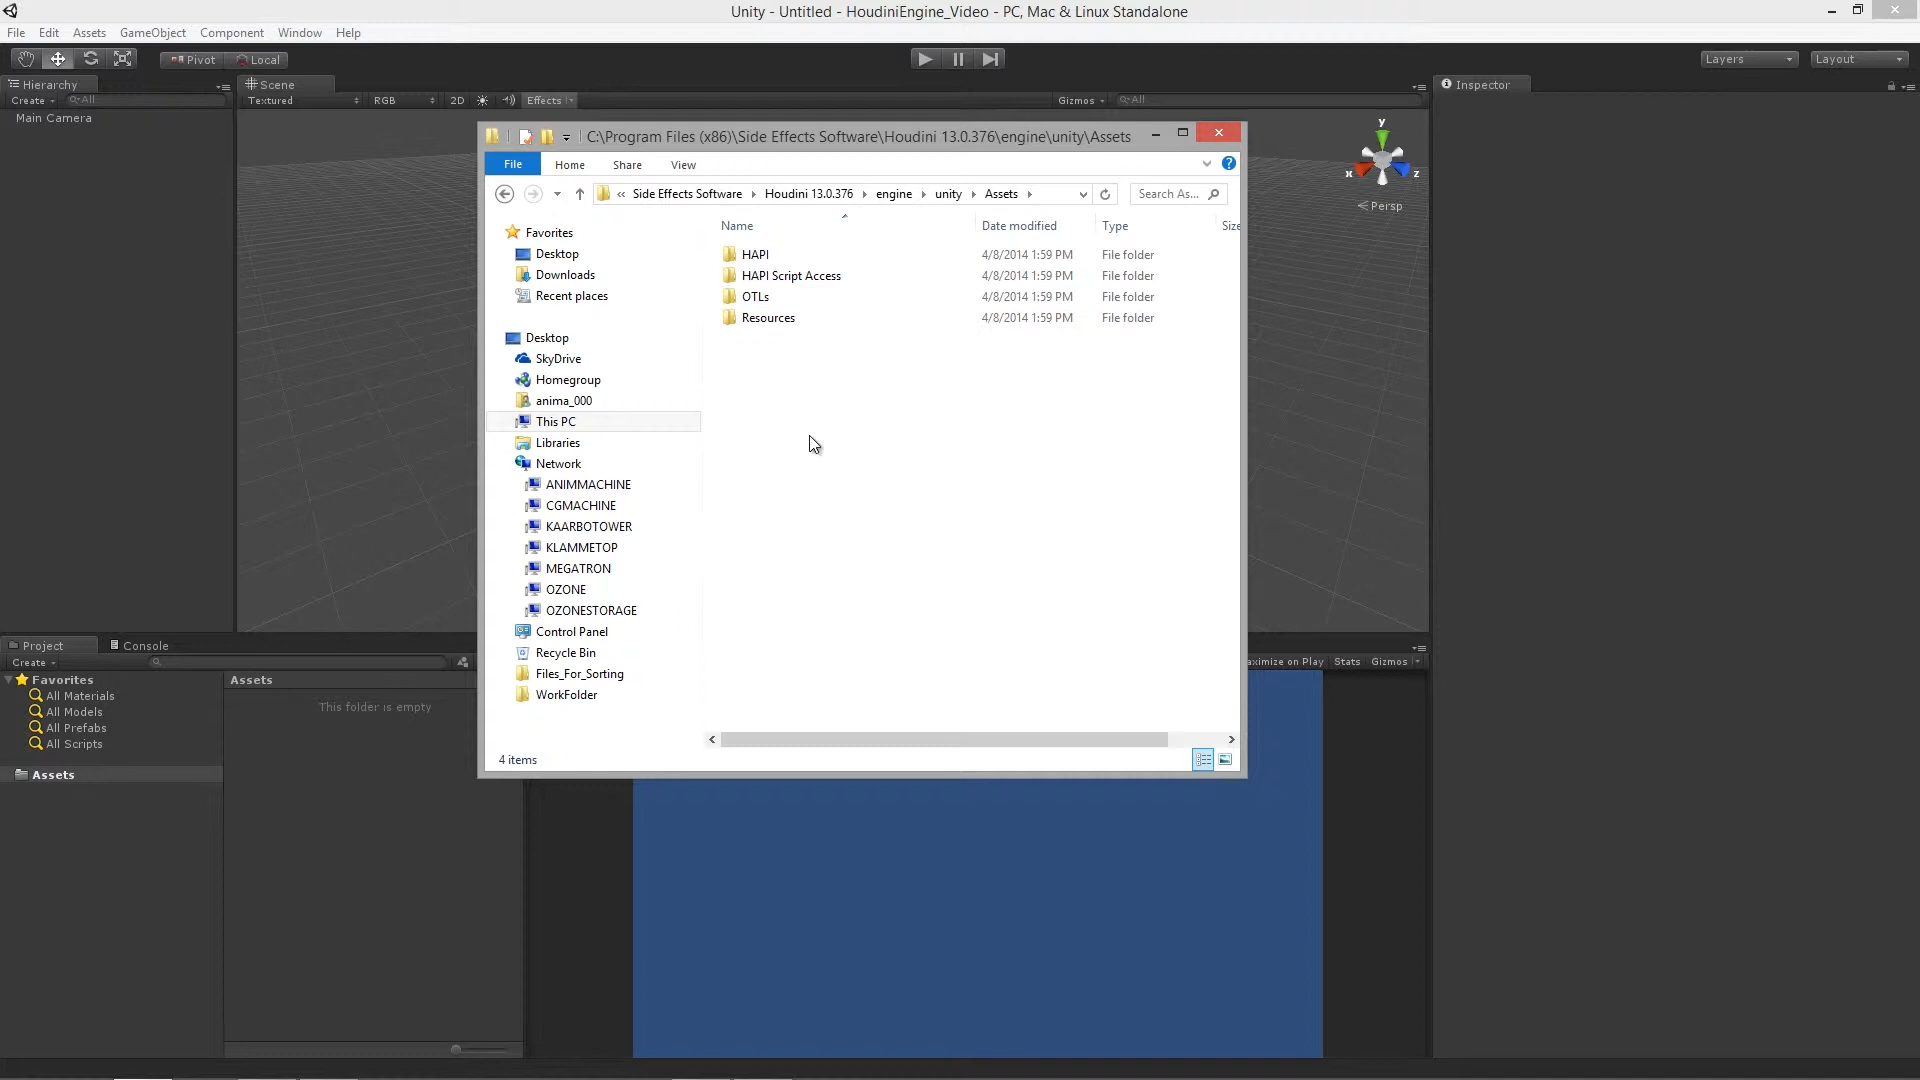 Unity - Untitled - HoudiniEngine_Video - PC, Mac & Linux Standalone
File Edit Assets GameObject Component Window Help
Pivot Local Layers Layout
Hierarchy
Create All
Main Camera
Scene
Textured RGB 2D Effects Gizmos All
y
x z
Persp
Inspector
C:\Program Files (x86)\Side Effects Software\Houdini 13.0.376\engine\unity\Assets
File Home Share View
Side Effects Software Houdini 13.0.376 engine unity Assets Search As...
Name Date modified Type Size
HAPI 4/8/2014 1:59 PM File folder
HAPI Script Access 4/8/2014 1:59 PM File folder
OTLs 4/8/2014 1:59 PM File folder
Resources 4/8/2014 1:59 PM File folder
Favorites
Desktop
Downloads
Recent places
Desktop
SkyDrive
Homegroup
anima_000
This PC
Libraries
Network
ANIMMACHINE
CGMACHINE
KAARBOTOWER
KLAMMETOP
MEGATRON
OZONE
OZONESTORAGE
Control Panel
Recycle Bin
Files_For_Sorting
WorkFolder
4 items
Project Console
Create
Favorites
All Materials
All Models
All Prefabs
All Scripts
Assets
Assets
This folder is empty
aximize on Play Stats Gizmos